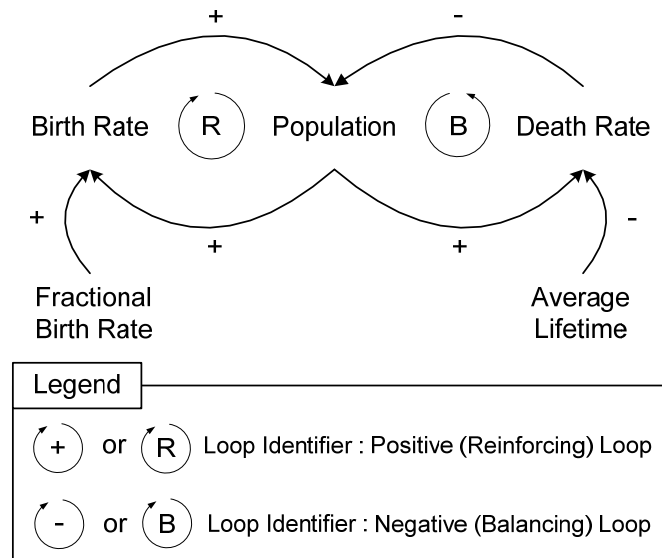 + -
Birth Rate R Population B Death Rate
+ + + -
Fractional
Birth Rate
Average
Lifetime
Legend
+ or R Loop Identifier : Positive (Reinforcing) Loop
- or B Loop Identifier : Negative (Balancing) Loop